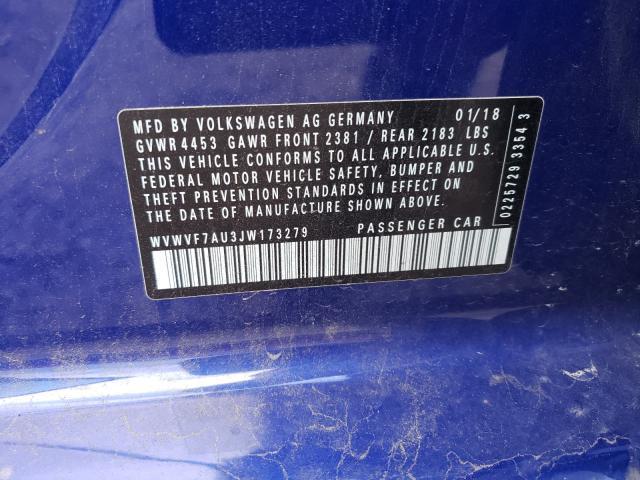 MFD BY VOLKSWAGEN AG GERMANY 01/18
GVWR 4453 GAWR FRONT 2381 / REAR 2183 LBS
THIS VEHICLE CONFORMS TO ALL APPLICABLE U.S.
FEDERAL MOTOR VEHICLE SAFETY, BUMPER AND
THEFT PREVENTION STANDARDS IN EFFECT ON
THE DATE OF MANUFACTURE SHOWN ABOVE.
WVWVF7AU3JW173279 PASSENGER CAR
0225729 3354 3